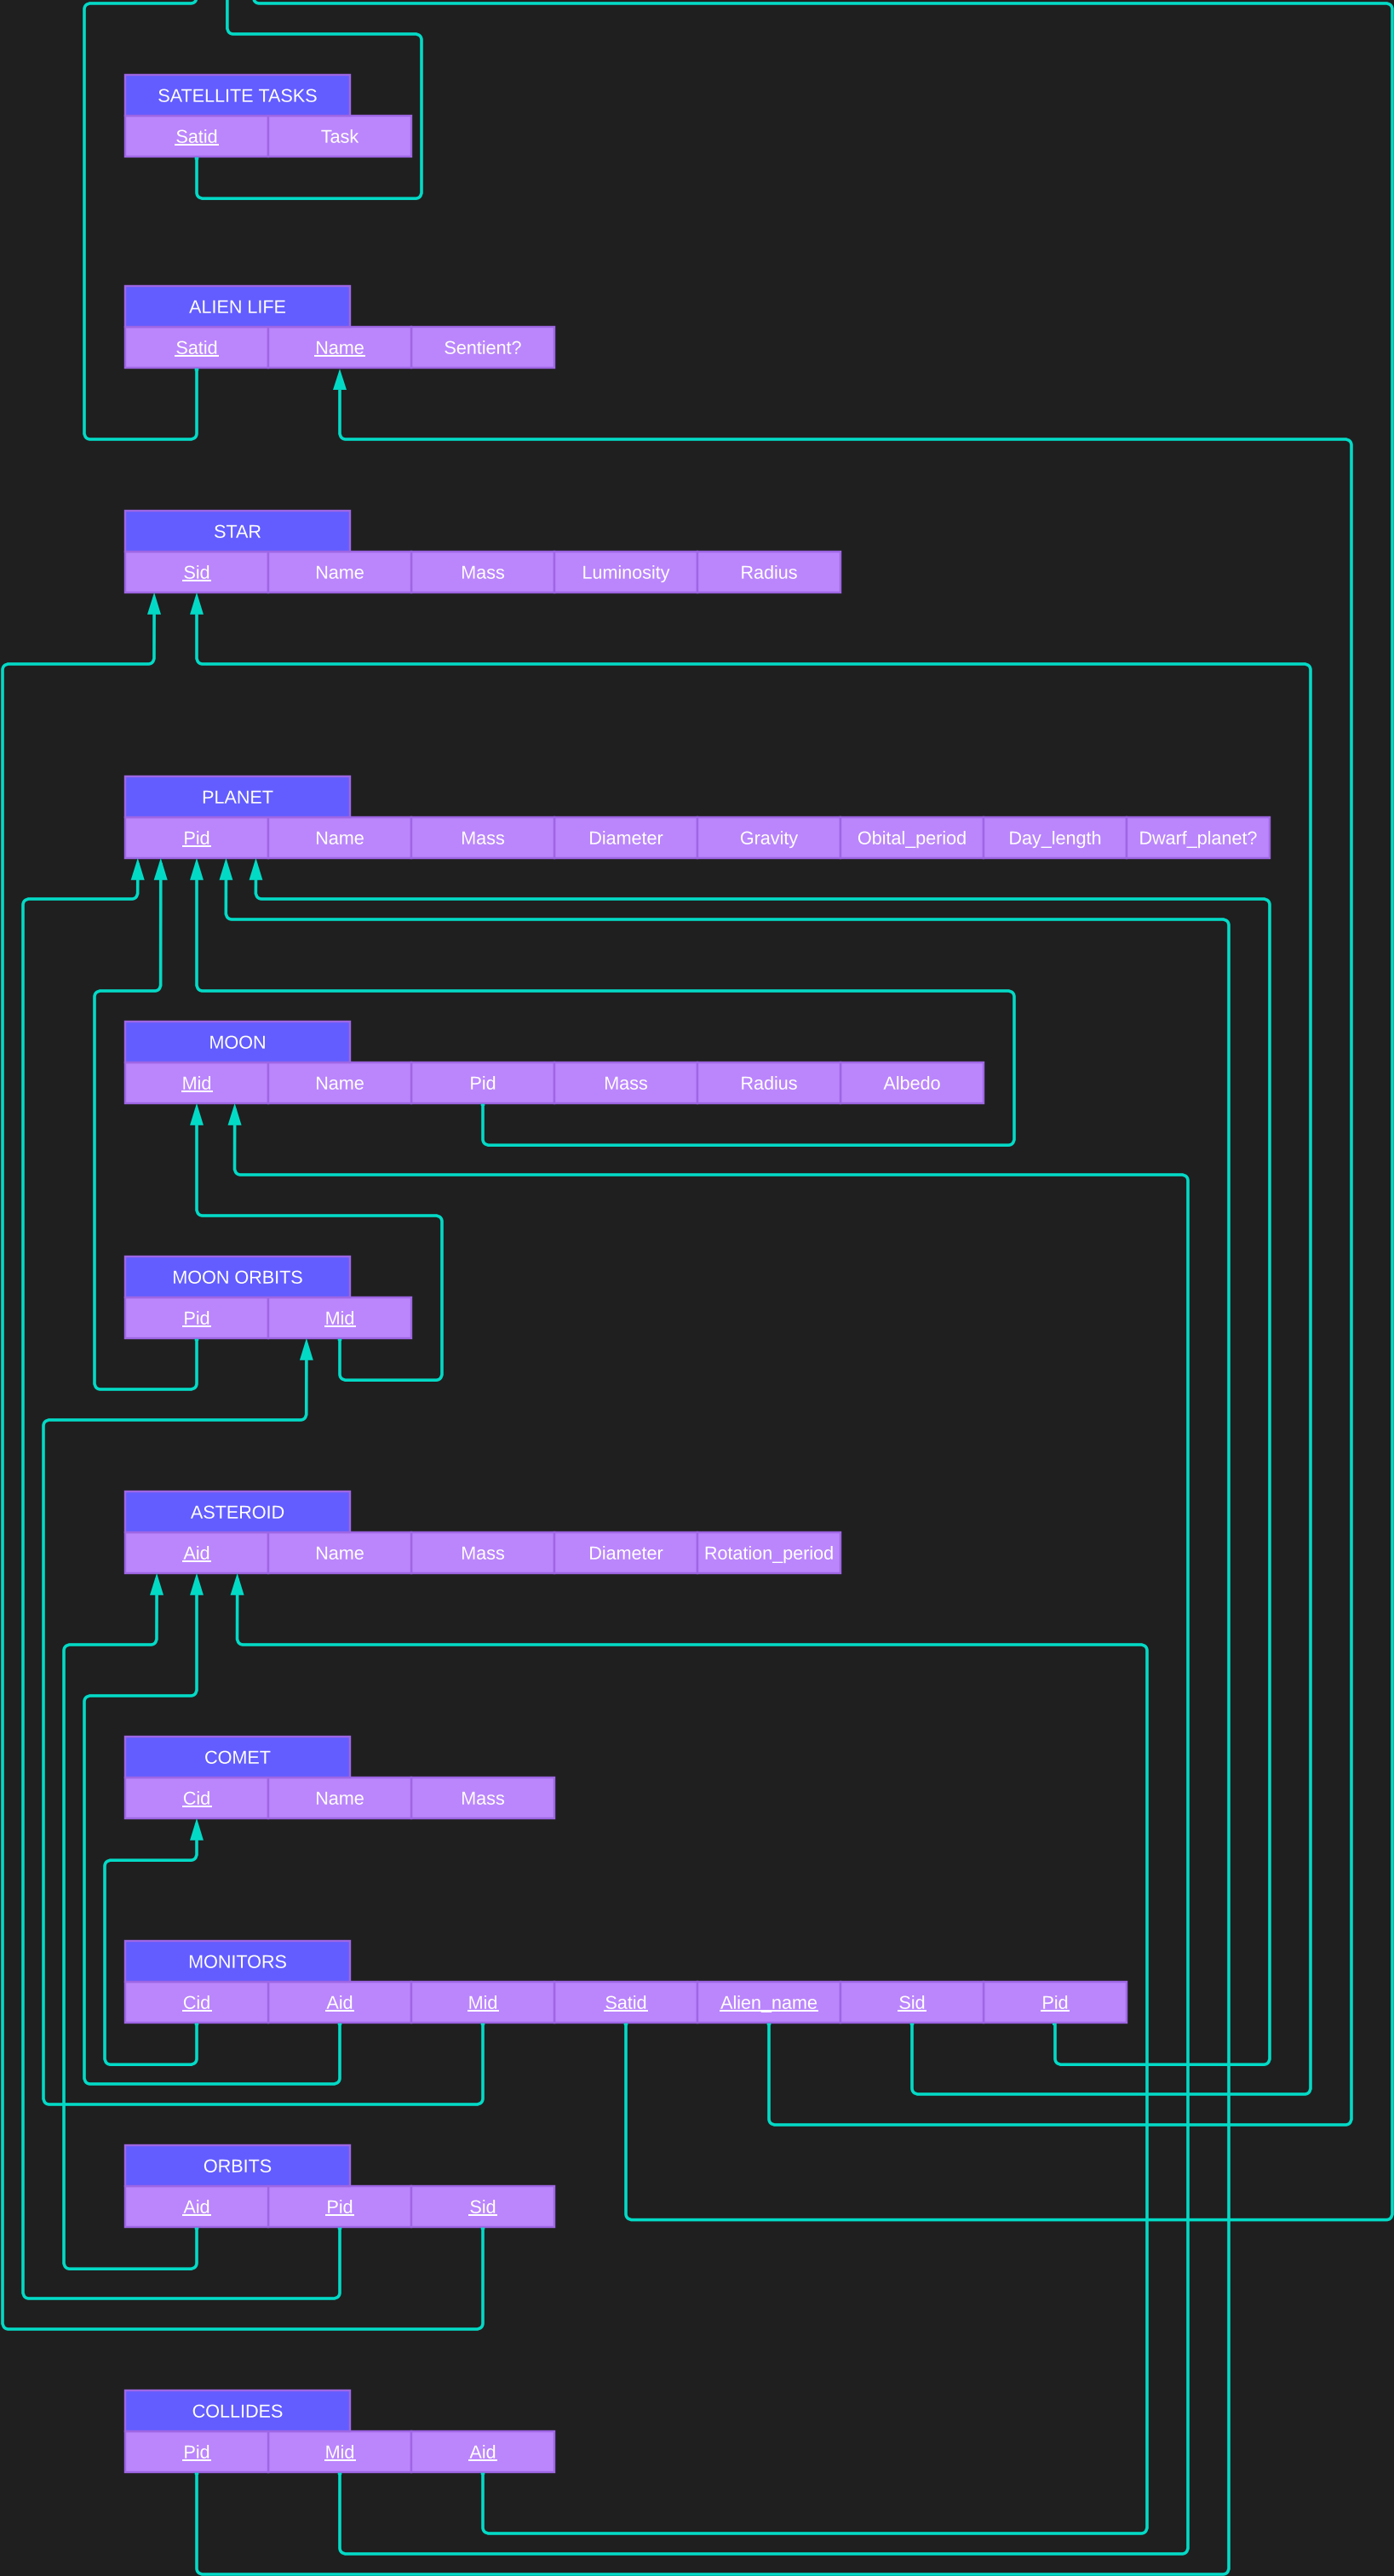 SATELLITE TASKS
Satid Task
ALIEN LIFE
Satid Name Sentient?
STAR
Sid Name Mass Luminosity Radius
PLANET
Pid Name Mass Diameter Gravity Obital_period Day_length Dwarf_planet?
MOON
Mid Name Pid Mass Radius Albedo
MOON ORBITS
Pid Mid
ASTEROID
Aid Name Mass Diameter Rotation_period
COMET
Cid Name Mass
MONITORS
Cid Aid Mid Satid Alien_name Sid Pid
ORBITS
Aid Pid Sid
COLLIDES
Pid Mid Aid